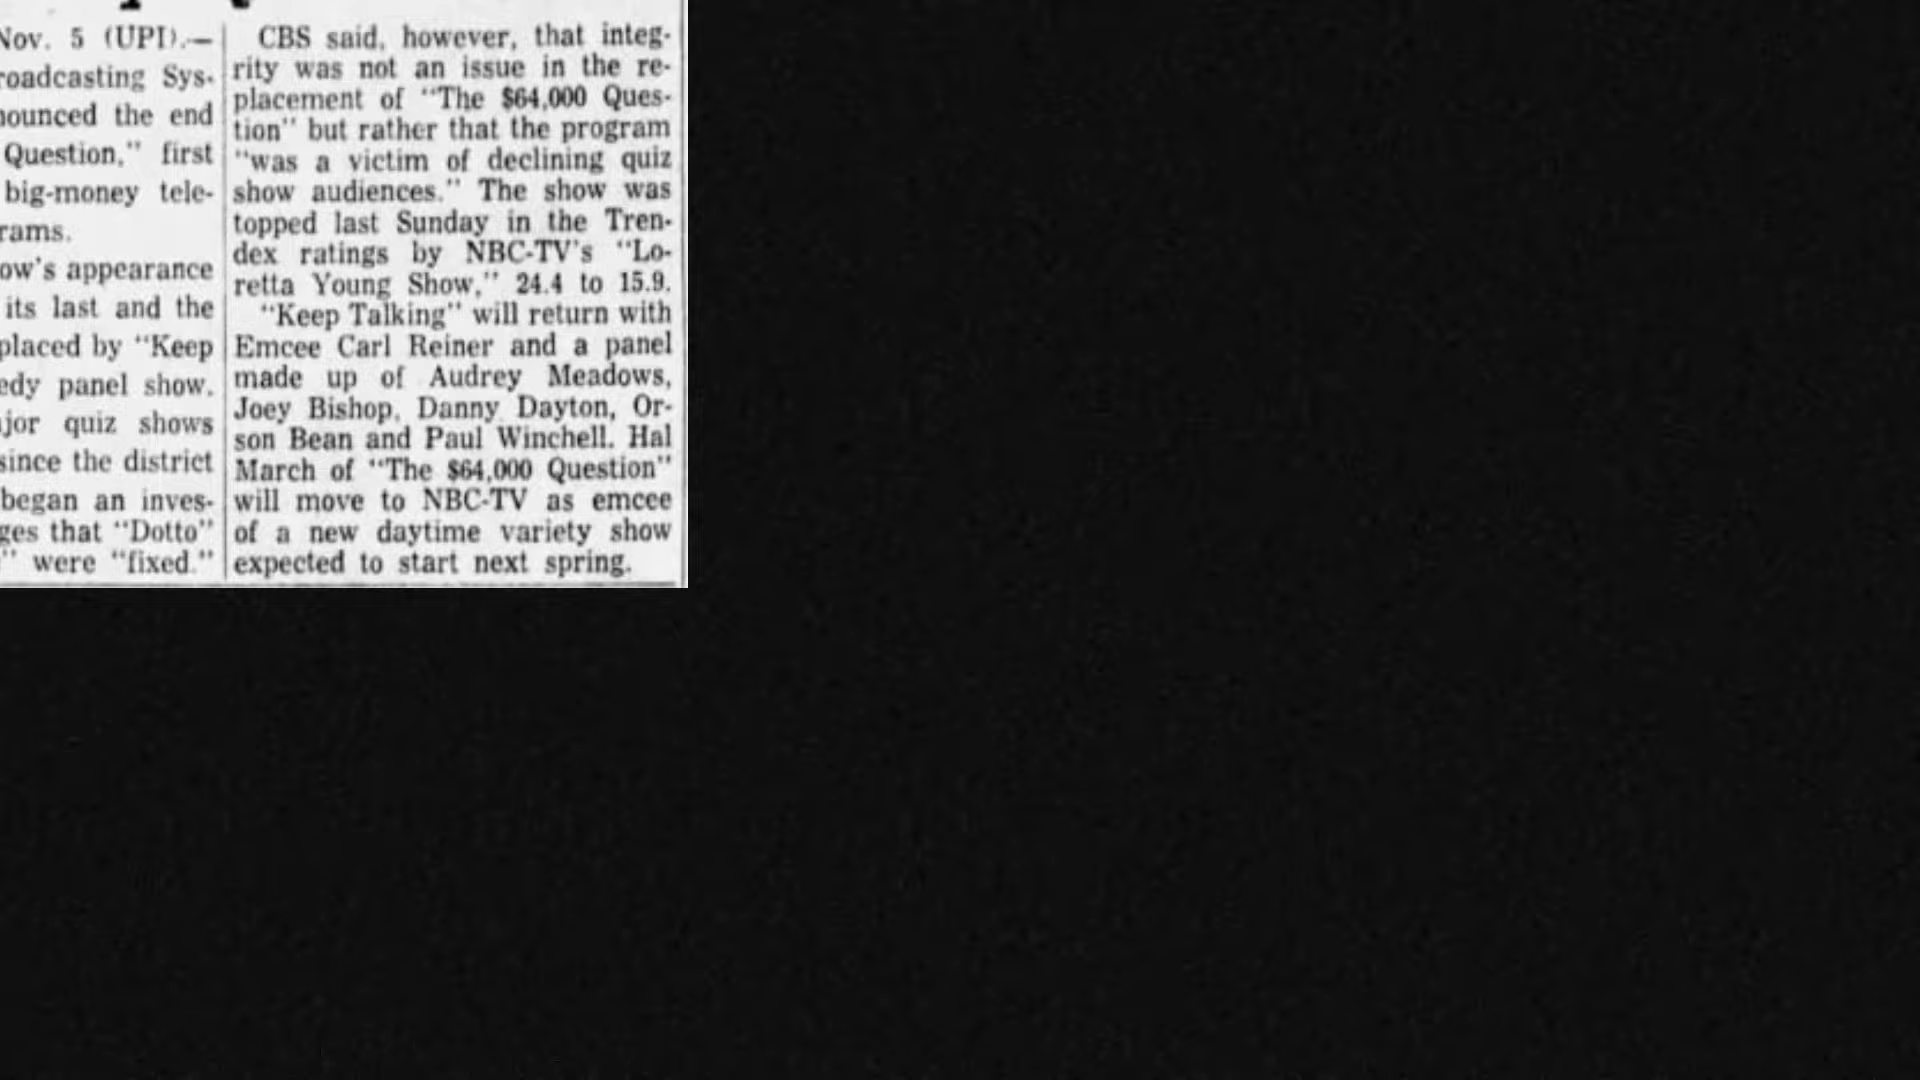 Nov. 5 (UPI).—
roadcasting Sys-
nounced the end
Question," first
big-money tele-
rams.
ow's appearance
its last and the
placed by "Keep
edy panel show.
jor quiz shows
since the district
began an inves-
ges that "Dotto"
" were "fixed."
CBS said, however, that integ-
rity was not an issue in the re-
placement of "The $64,000 Ques-
tion" but rather that the program
"was a victim of declining quiz
show audiences." The show was
topped last Sunday in the Tren-
dex ratings by NBC-TV's "Lo-
retta Young Show," 24.4 to 15.9.
"Keep Talking" will return with
Emcee Carl Reiner and a panel
made up of Audrey Meadows,
Joey Bishop, Danny Dayton, Or-
son Bean and Paul Winchell. Hal
March of "The $64,000 Question"
will move to NBC-TV as emcee
of a new daytime variety show
expected to start next spring.